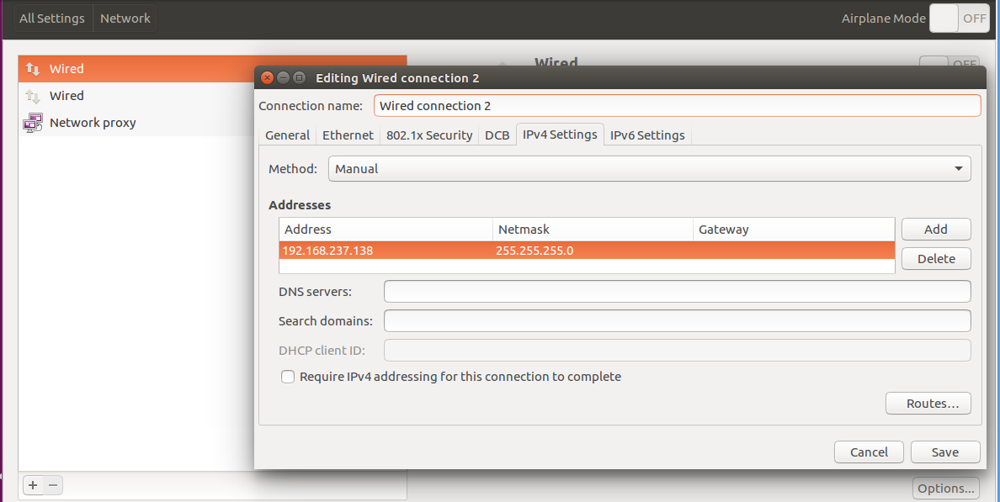 All Settings Network Airplane Mode OFF
Wired OFF
Wired
Wired
Network proxy
Editing Wired connection 2
Connection name: Wired connection 2
General Ethernet 802.1x Security DCB IPv4 Settings IPv6 Settings
Method: Manual
Addresses
Address Netmask Gateway Add
192.168.237.138 255.255.255.0
Delete
DNS servers:
Search domains:
DHCP client ID:
Require IPv4 addressing for this connection to complete
Routes...
Cancel Save
Options...